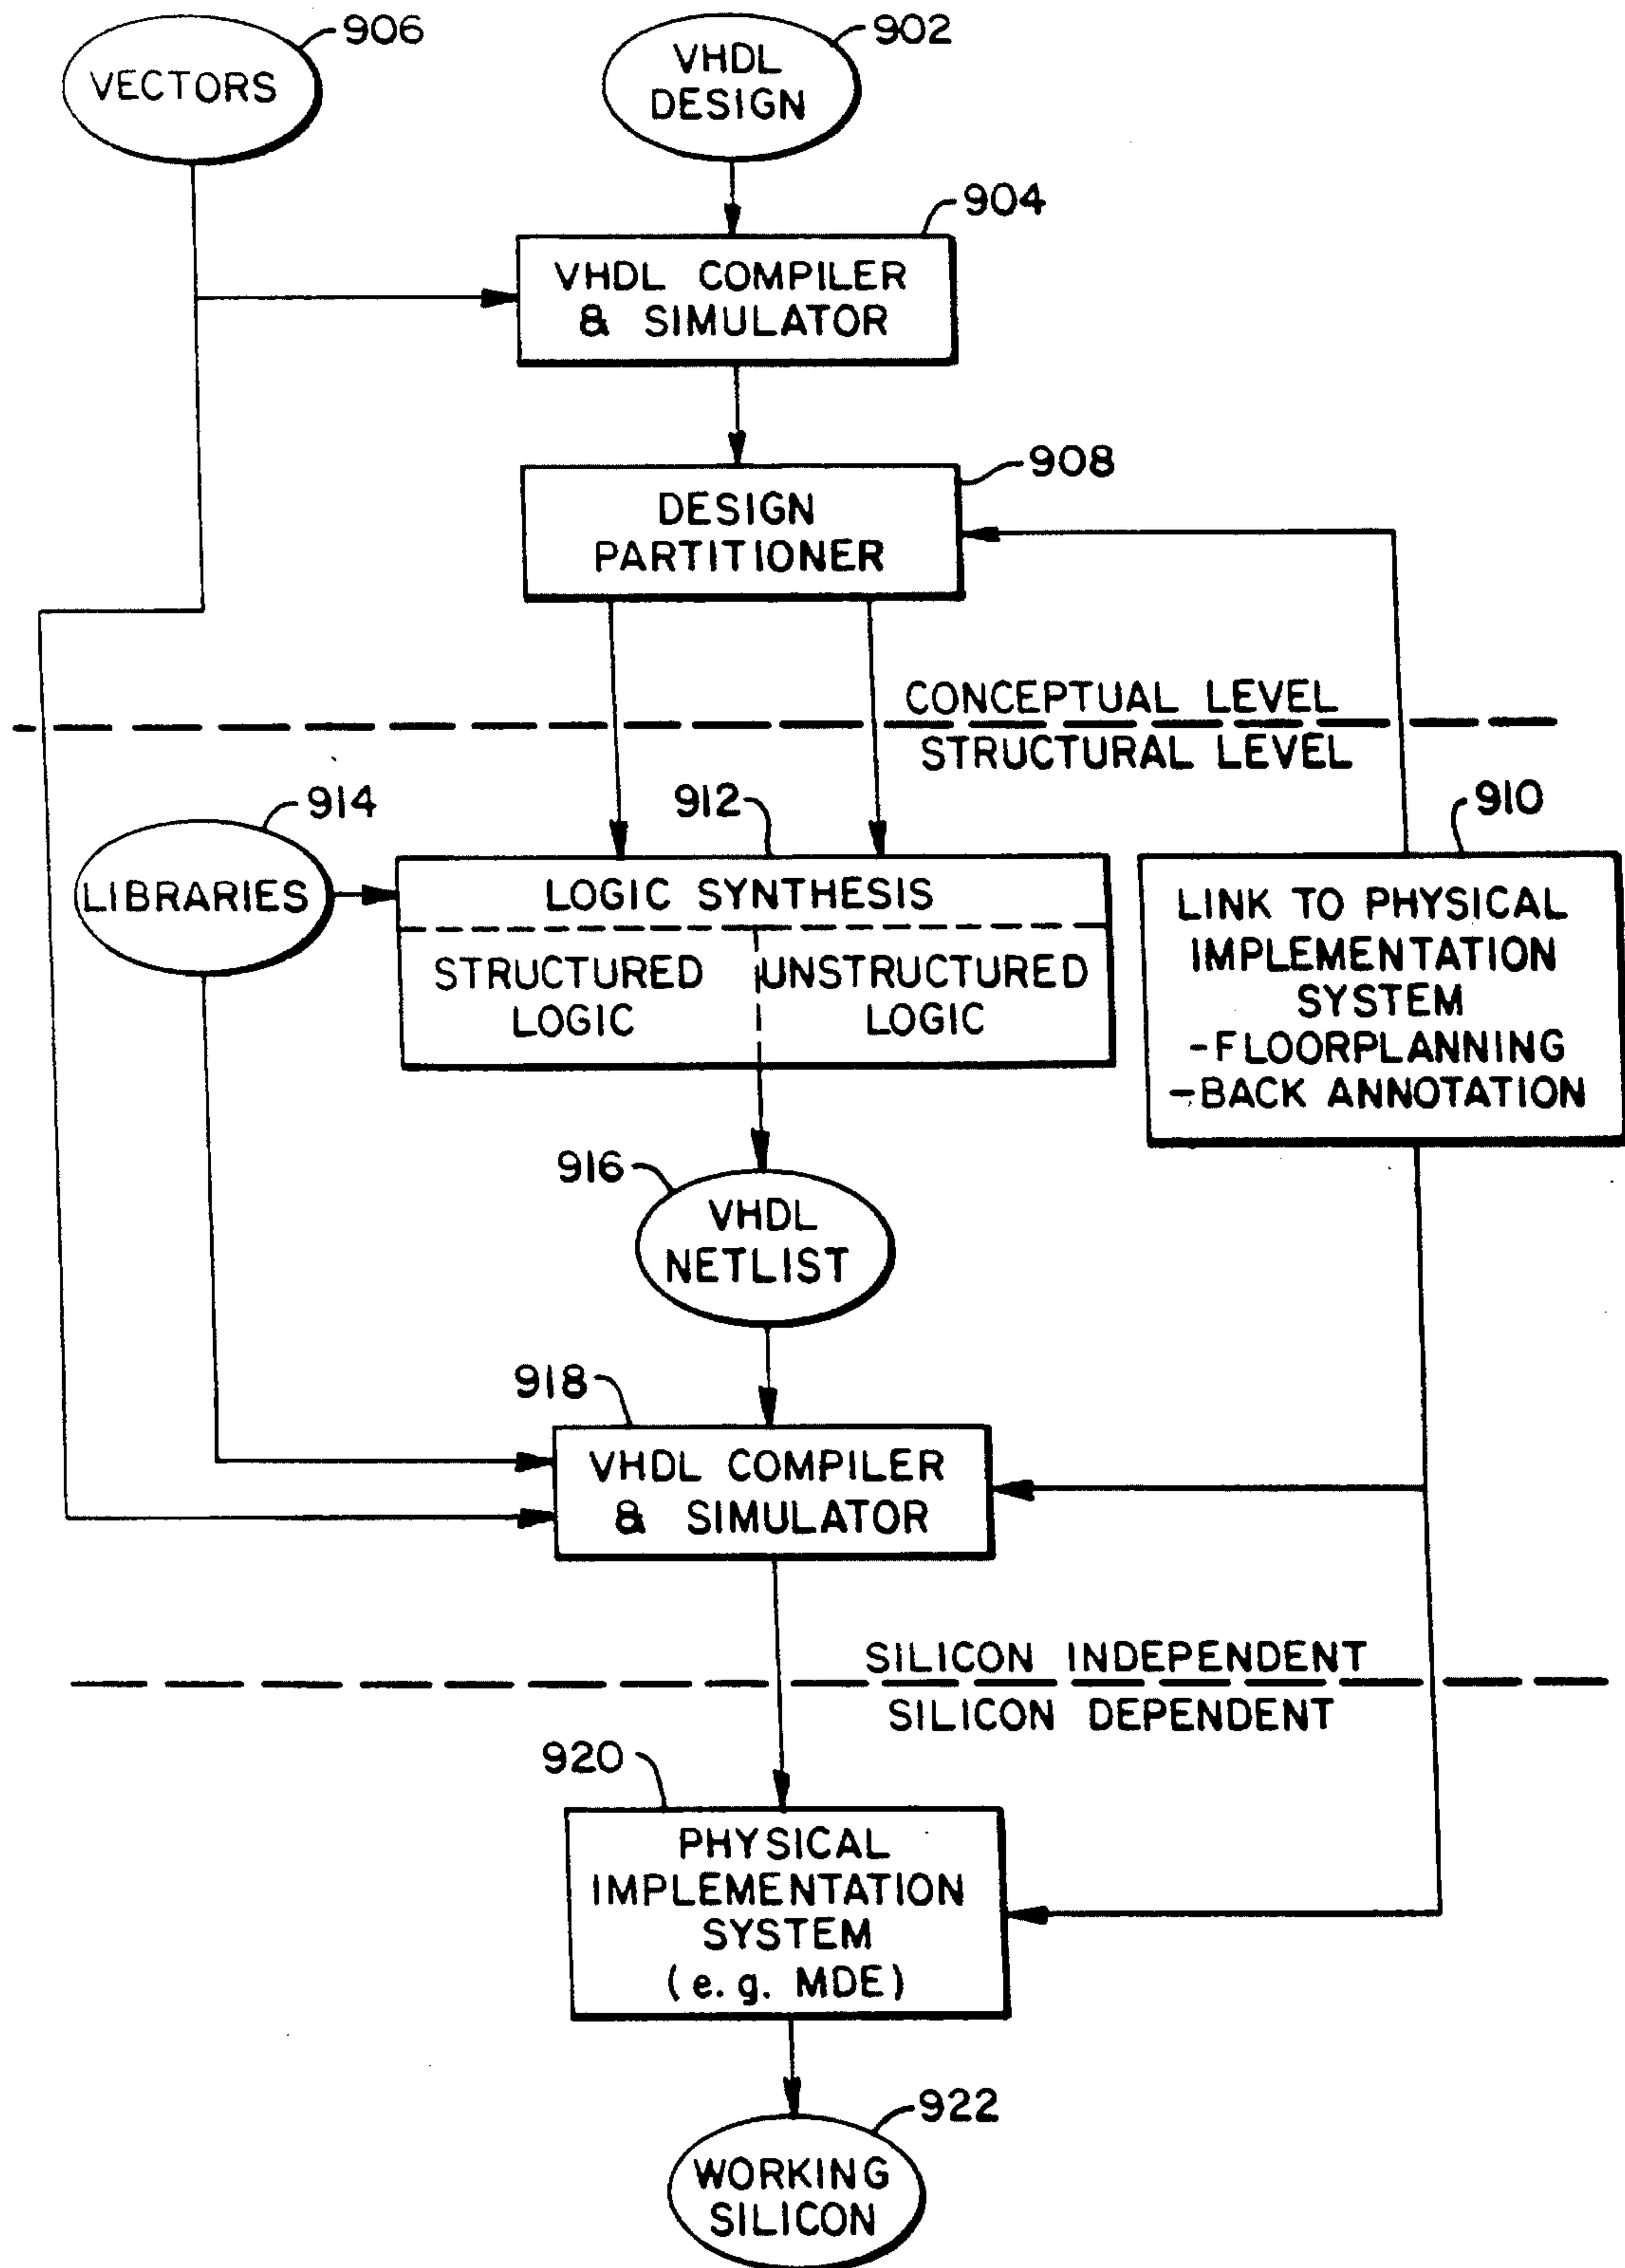 906
VECTORS
902
VHDL
DESIGN
904
VHDL COMPILER
& SIMULATOR
908
DESIGN
PARTITIONER
CONCEPTUAL LEVEL
STRUCTURAL LEVEL
914
LIBRARIES
912
LOGIC SYNTHESIS
STRUCTURED
LOGIC
UNSTRUCTURED
LOGIC
910
LINK TO PHYSICAL
IMPLEMENTATION
SYSTEM
-FLOORPLANNING
-BACK ANNOTATION
916
VHDL
NETLIST
918
VHDL COMPILER
& SIMULATOR
SILICON INDEPENDENT
SILICON DEPENDENT
920
PHYSICAL
IMPLEMENTATION
SYSTEM
(e.g. MDE)
922
WORKING
SILICON